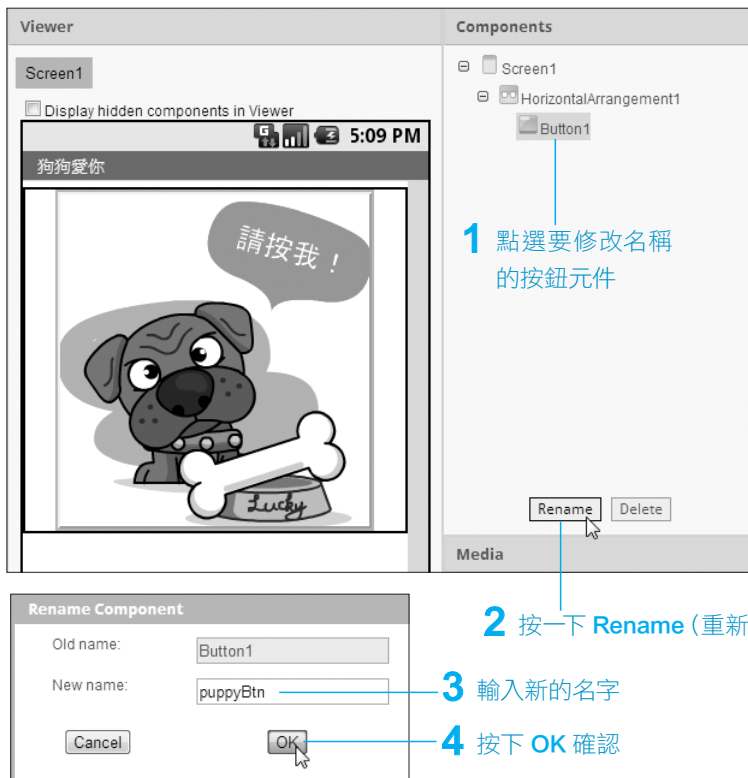 Viewer
Components
Screen1
Display hidden components in Viewer
5:09 PM
狗狗愛你
請按我！
Lucky
Screen1
HorizontalArrangement1
Button1
1 點選要修改名稱
的按鈕元件
Rename Delete
Media
2 按一下 Rename（重新
Rename Component
Old name: Button1
New name: puppyBtn
3 輸入新的名字
Cancel OK
4 按下 OK 確認